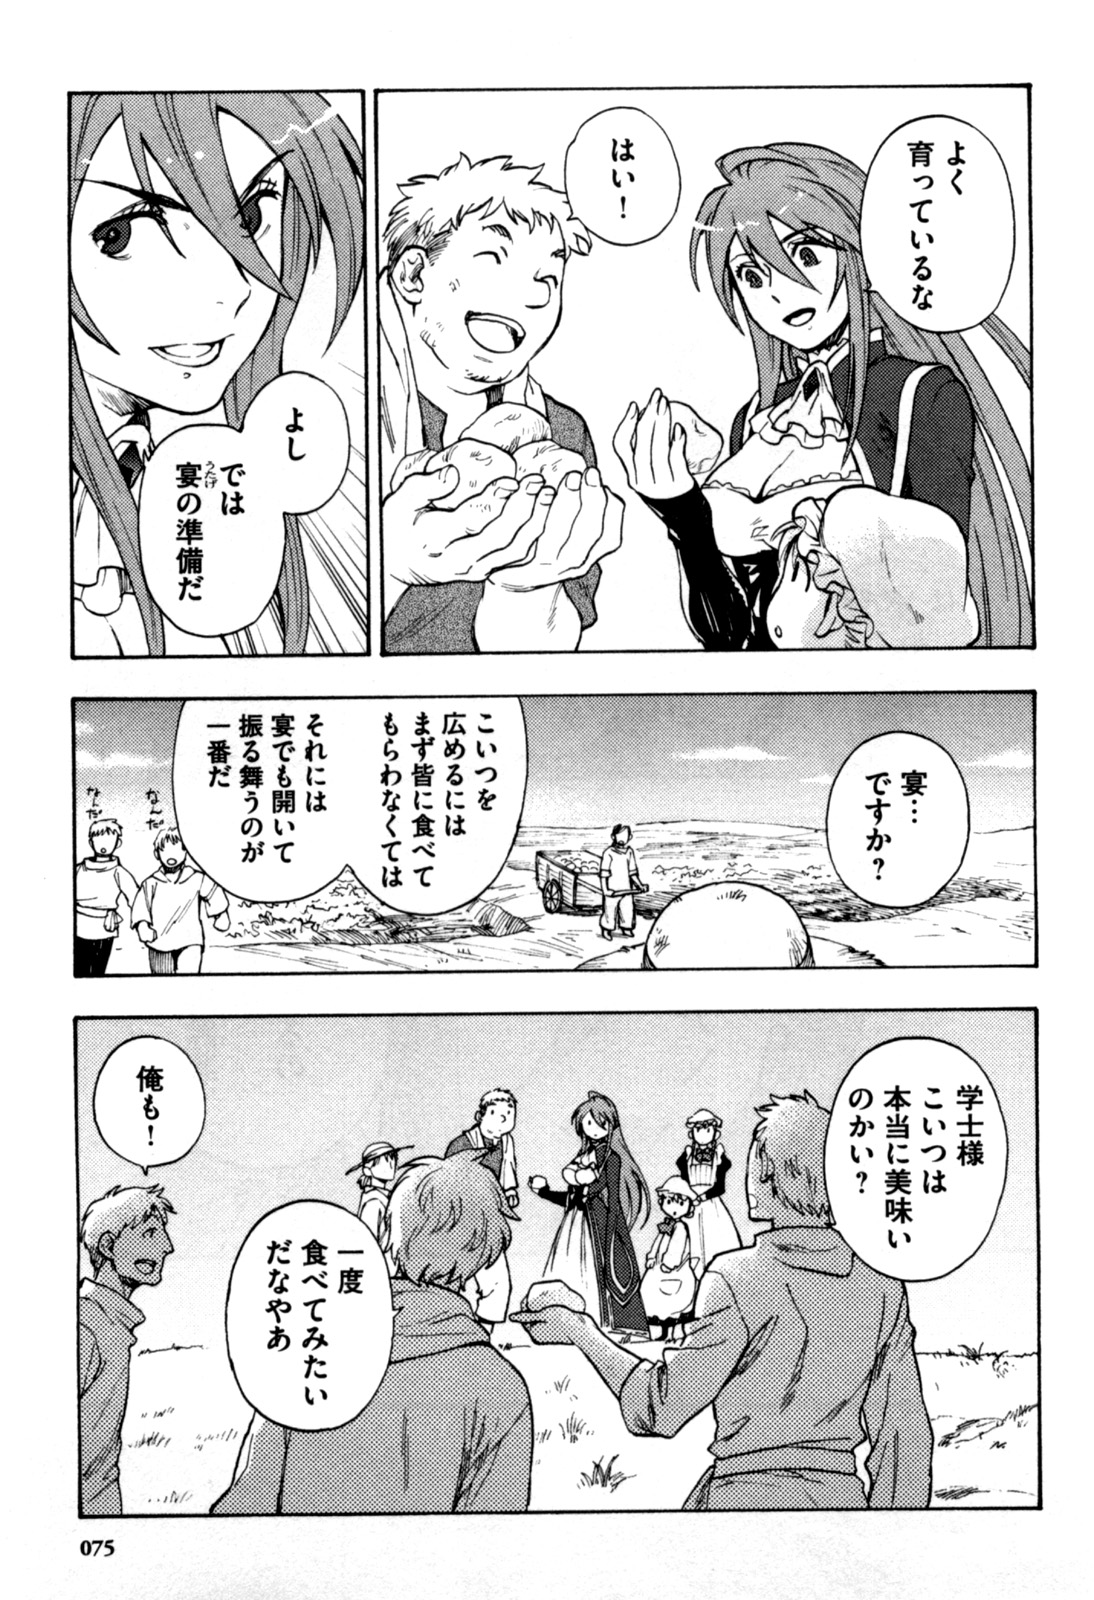 よく
育っているな
はい！
よし
では
宴の準備だ
うたげ
宴…
ですか？
こいつを
広めるには
まず皆に食べて
もらわなくては
それには
宴でも開いて
振る舞うのが
一番だ
なんだ
なんだ
学士様
こいつは
本当に美味い
のかい？
一度
食べてみたい
だなやあ
俺も！
075